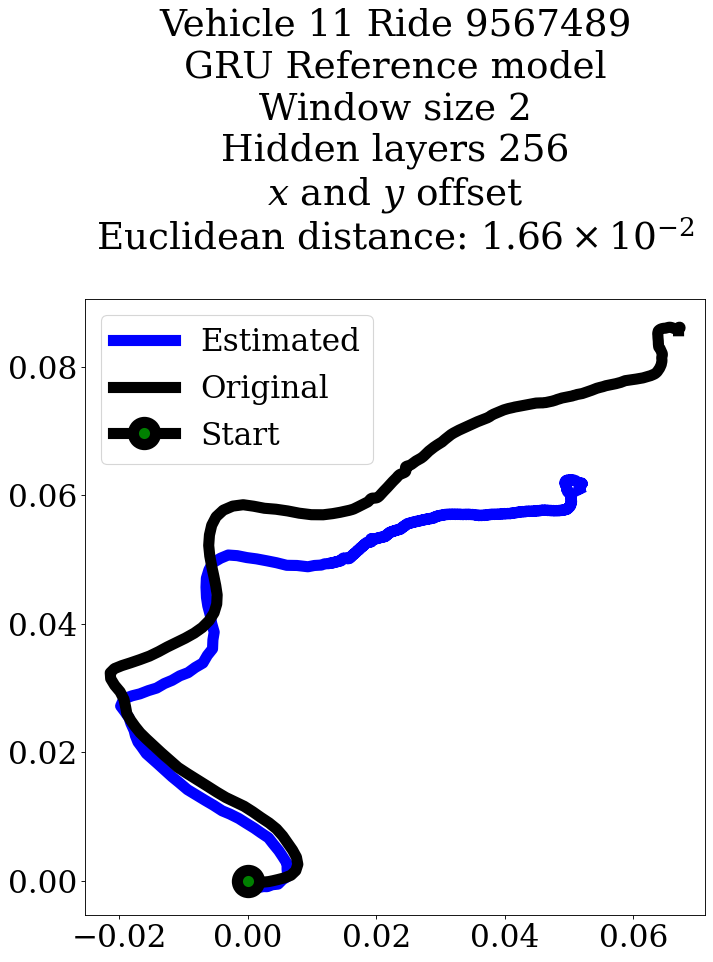 Vehicle 11 Ride 9567489
GRU Reference model
Window size 2
Hidden layers 256
x and y offset
Euclidean distance: 1.66 × 10⁻²
Estimated
Original
Start
0.08
0.06
0.04
0.02
0.00
−0.02 0.00 0.02 0.04 0.06